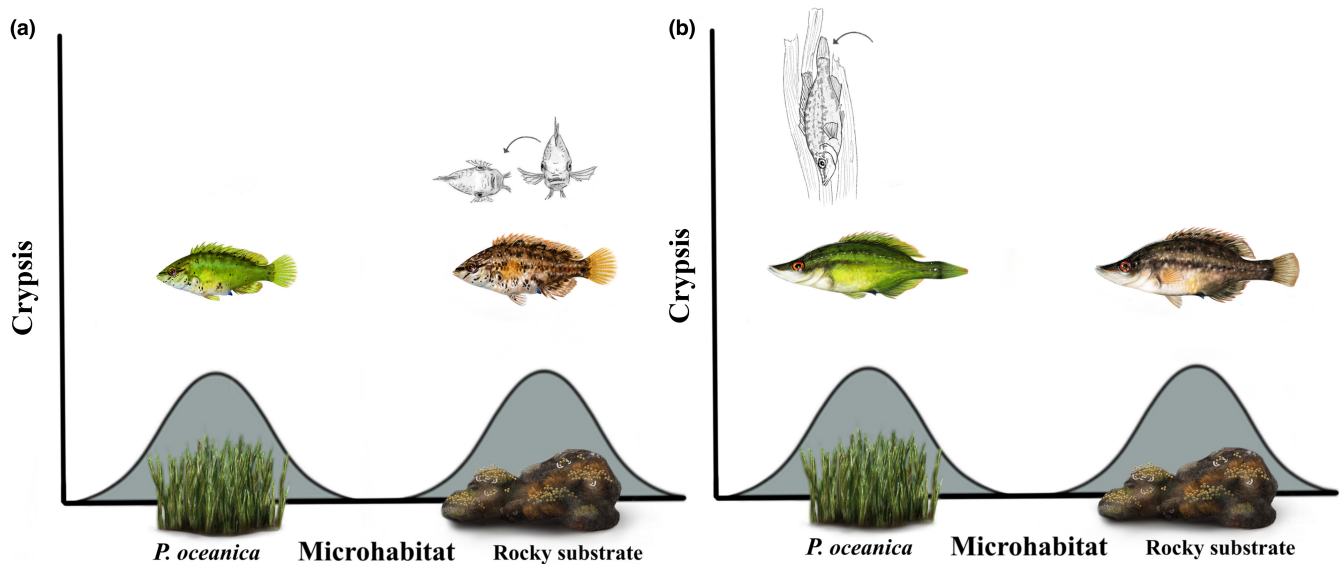 (a)
Crypsis
P. oceanica
Microhabitat
Rocky substrate
(b)
Crypsis
P. oceanica
Microhabitat
Rocky substrate